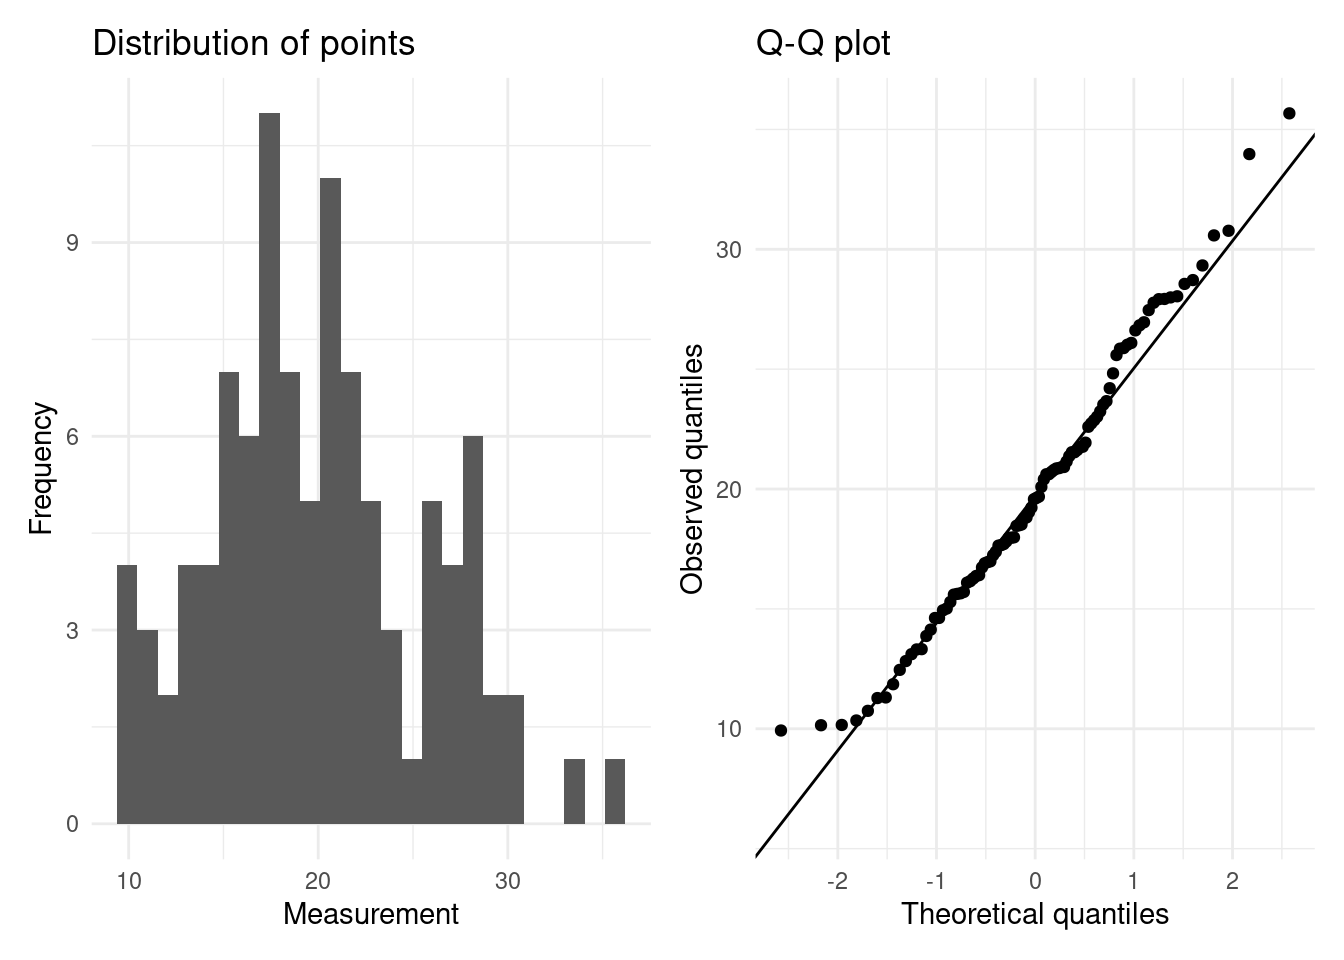 Distribution of points
Frequency
9
6
3
0
10 20 30
Measurement
Q-Q plot
Observed quantiles
30
20
10
-2 -1 0 1 2
Theoretical quantiles